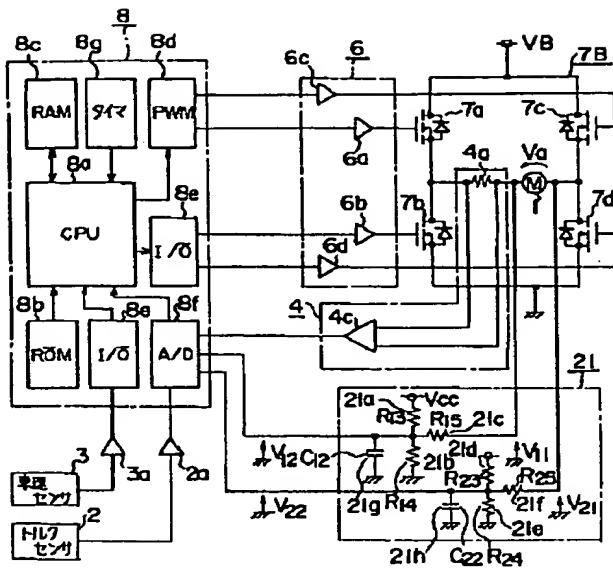 8
8c
8g
8d
RAM
タイマ
PWM
8a
CPU
8e
I/O
8b
8e
8f
ROM
I/O
A/D
3
車速
センサ
3a
2
トルク
センサ
2a
6
6c
6a
6b
6d
VB
7B
7a
7c
4a
Va
M
7b
7d
4
4c
21
21a
Vcc
R13
R15
21c
21d
V11
V12
C12
21b
R23
R25
21f
V22
21g
R14
V21
21e
21h
C22
R24